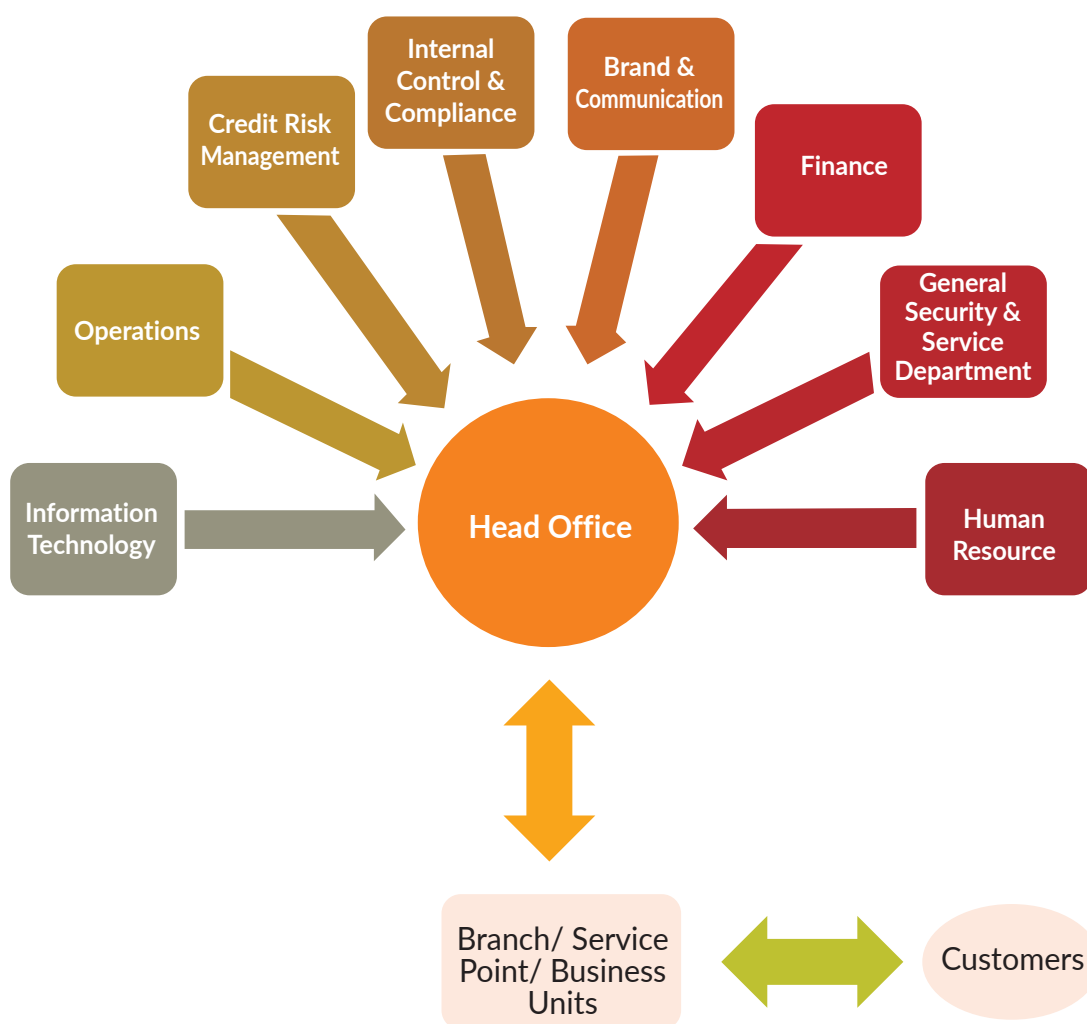 Internal
Control &
Compliance
Brand &
Communication
Credit Risk
Management
Finance
Operations
General
Security &
Service
Department
Information
Technology
Head Office
Human
Resource
Branch/ Service
Point/ Business
Units
Customers